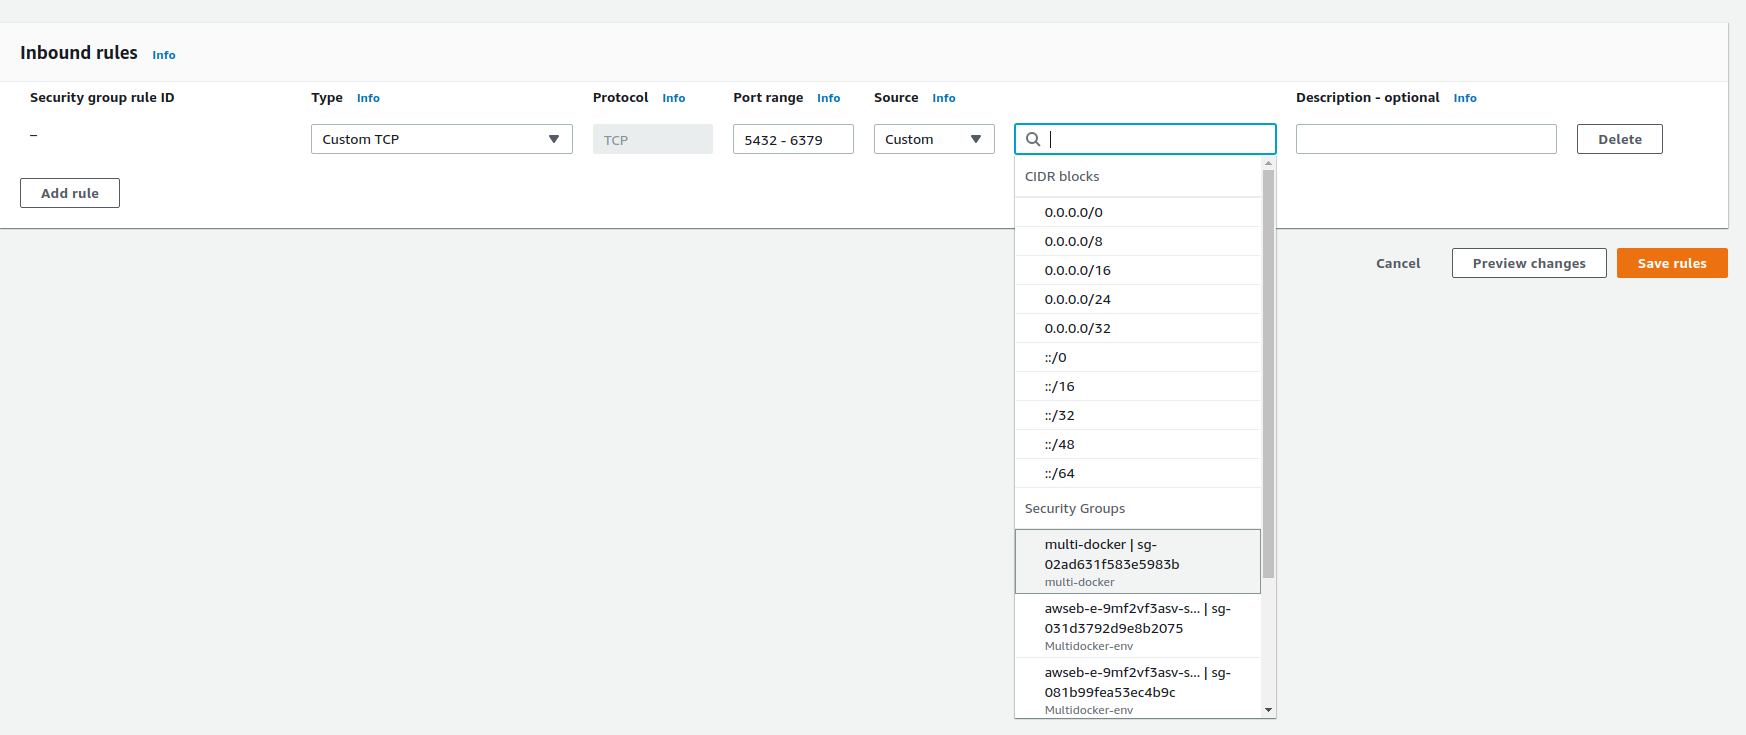 Inbound rules Info
Security group rule ID Type Info Protocol Info Port range Info Source Info Description - optional Info
– Custom TCP TCP 5432 - 6379 Custom Delete
CIDR blocks
Add rule
0.0.0.0/0
0.0.0.0/8
Cancel Preview changes Save rules
0.0.0.0/16
0.0.0.0/24
0.0.0.0/32
::/0
::/16
::/32
::/48
::/64
Security Groups
multi-docker | sg-
02ad631f583e5983b
multi-docker
awseb-e-9mf2vf3asv-s... | sg-
031d3792d9e8b2075
Multidocker-env
awseb-e-9mf2vf3asv-s... | sg-
081b99fea53ec4b9c
Multidocker-env